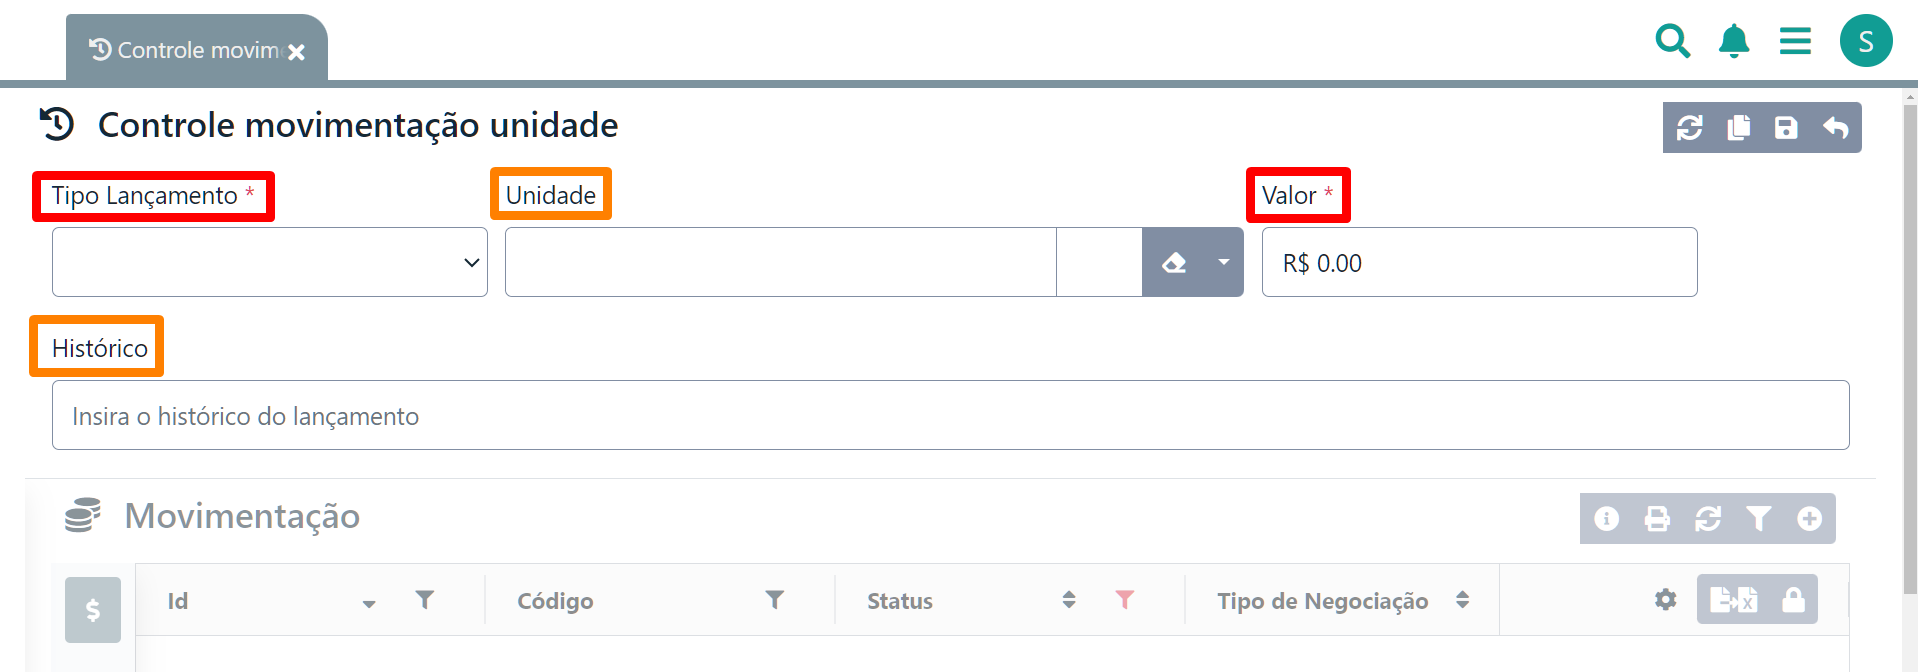 Controle movim
S
Controle movimentação unidade
Tipo Lançamento *
Unidade
Valor *
R$ 0.00
Histórico
Insira o histórico do lançamento
Movimentação
$
Id
Código
Status
Tipo de Negociação